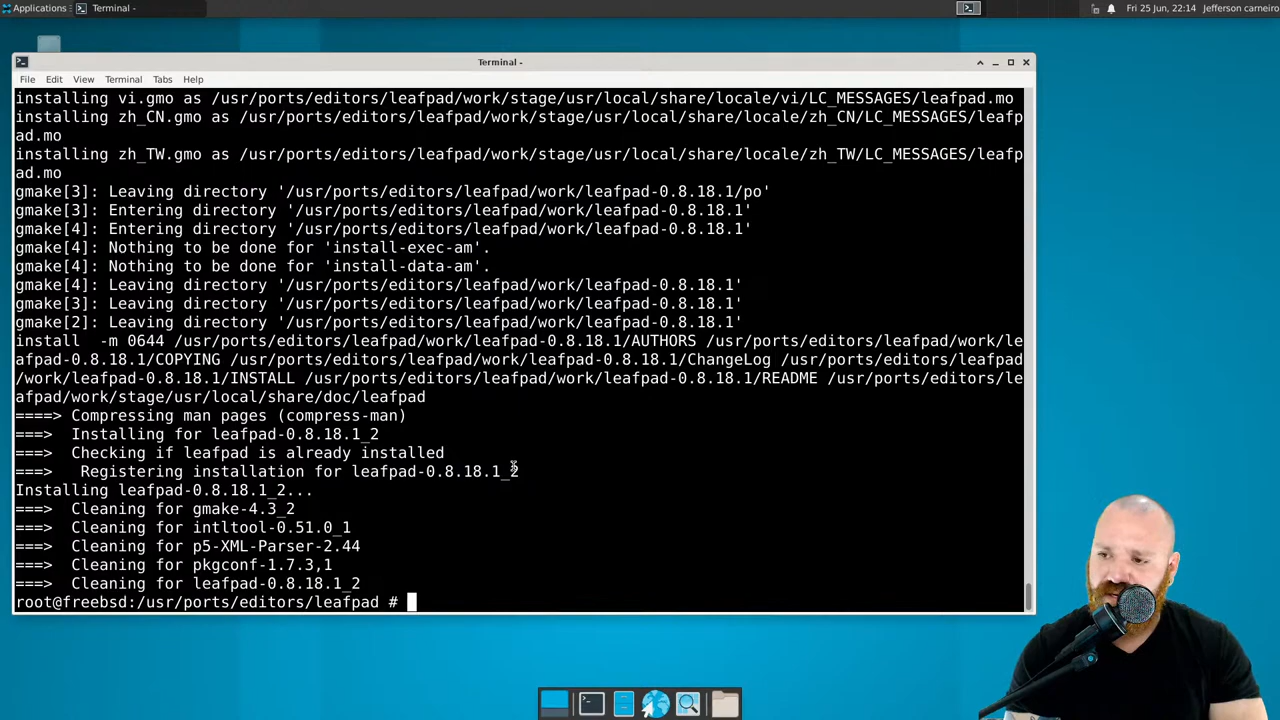 Applications
Terminal -
Fri 25 Jun, 22:14
Jefferson carneiro
Terminal -
File
Edit
View
Terminal
Tabs
Help
installing vi.gmo as /usr/ports/editors/leafpad/work/stage/usr/local/share/locale/vi/LC_MESSAGES/leafpad.mo
installing zh_CN.gmo as /usr/ports/editors/leafpad/work/stage/usr/local/share/locale/zh_CN/LC_MESSAGES/leafp
ad.mo
installing zh_TW.gmo as /usr/ports/editors/leafpad/work/stage/usr/local/share/locale/zh_TW/LC_MESSAGES/leafp
ad.mo
gmake[3]: Leaving directory '/usr/ports/editors/leafpad/work/leafpad-0.8.18.1/po'
gmake[3]: Entering directory '/usr/ports/editors/leafpad/work/leafpad-0.8.18.1'
gmake[4]: Entering directory '/usr/ports/editors/leafpad/work/leafpad-0.8.18.1'
gmake[4]: Nothing to be done for 'install-exec-am'.
gmake[4]: Nothing to be done for 'install-data-am'.
gmake[4]: Leaving directory '/usr/ports/editors/leafpad/work/leafpad-0.8.18.1'
gmake[3]: Leaving directory '/usr/ports/editors/leafpad/work/leafpad-0.8.18.1'
gmake[2]: Leaving directory '/usr/ports/editors/leafpad/work/leafpad-0.8.18.1'
install  -m 0644 /usr/ports/editors/leafpad/work/leafpad-0.8.18.1/AUTHORS /usr/ports/editors/leafpad/work/le
afpad-0.8.18.1/COPYING /usr/ports/editors/leafpad/work/leafpad-0.8.18.1/ChangeLog /usr/ports/editors/leafpad
/work/leafpad-0.8.18.1/INSTALL /usr/ports/editors/leafpad/work/leafpad-0.8.18.1/README /usr/ports/editors/le
afpad/work/stage/usr/local/share/doc/leafpad
====> Compressing man pages (compress-man)
===>  Installing for leafpad-0.8.18.1_2
===>  Checking if leafpad is already installed
===>   Registering installation for leafpad-0.8.18.1_2
Installing leafpad-0.8.18.1_2...
===>  Cleaning for gmake-4.3_2
===>  Cleaning for intltool-0.51.0_1
===>  Cleaning for p5-XML-Parser-2.44
===>  Cleaning for pkgconf-1.7.3,1
===>  Cleaning for leafpad-0.8.18.1_2
root@freebsd:/usr/ports/editors/leafpad #